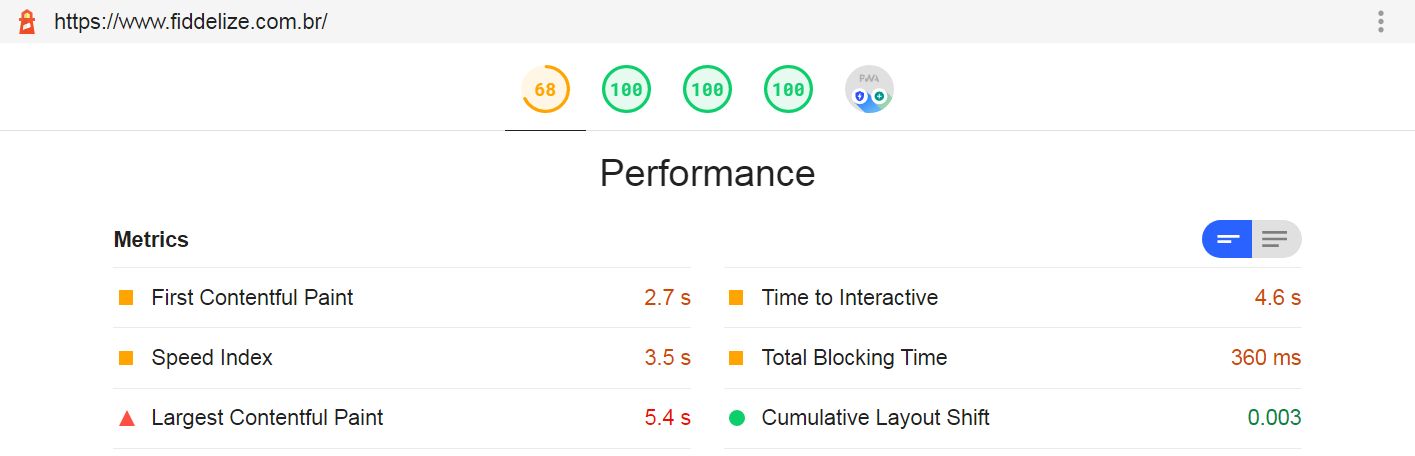 https://www.fiddelize.com.br/
68 100 100 100 PWA
Performance
Metrics
First Contentful Paint 2.7 s
Time to Interactive 4.6 s
Speed Index 3.5 s
Total Blocking Time 360 ms
Largest Contentful Paint 5.4 s
Cumulative Layout Shift 0.003